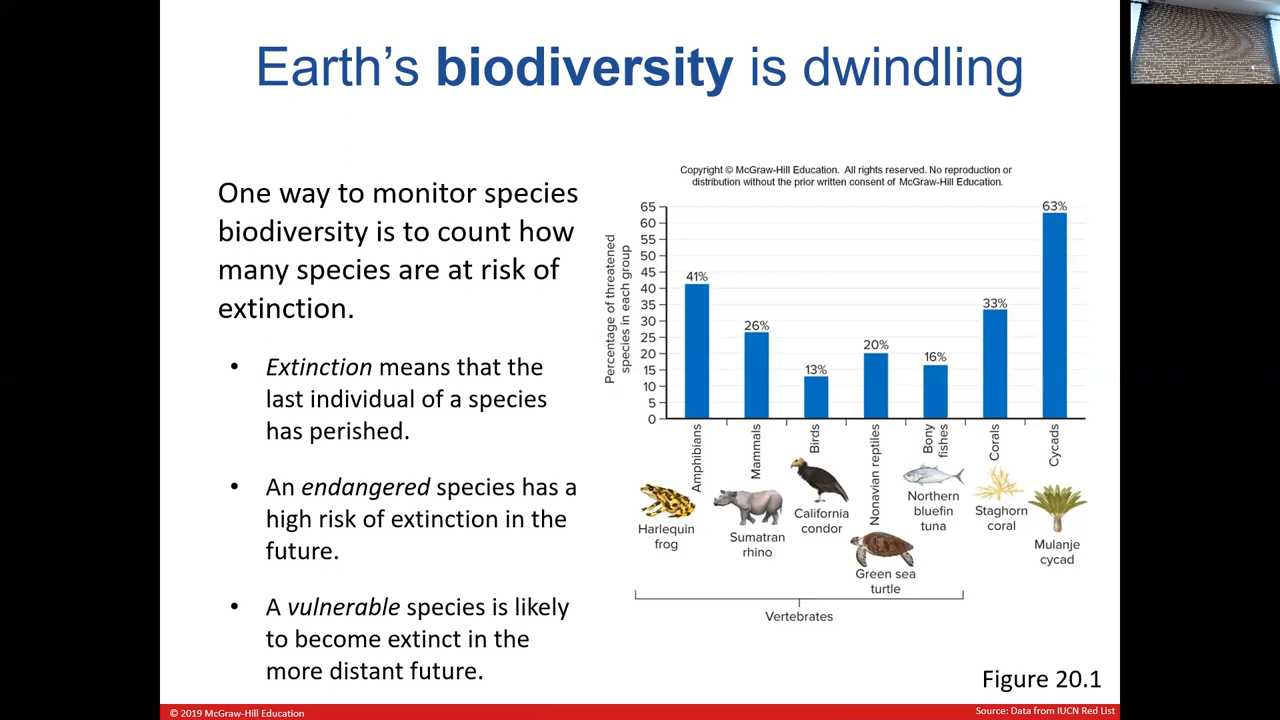 Earth's biodiversity is dwindling
One way to monitor species
biodiversity is to count how
many species are at risk of
extinction.
• Extinction means that the
last individual of a species
has perished.
• An endangered species has a
high risk of extinction in the
future.
• A vulnerable species is likely
to become extinct in the
more distant future.
Copyright © McGraw-Hill Education. All rights reserved. No reproduction or
distribution without the prior written consent of McGraw-Hill Education.
Percentage of threatened
species in each group
65
60
55
50
45
40
35
30
25
20
15
10
5
0
41%
26%
13%
20%
16%
33%
63%
Amphibians
Mammals
Birds
Nonavian reptiles
Bony
fishes
Corals
Cycads
Harlequin
frog
Sumatran
rhino
California
condor
Green sea
turtle
Northern
bluefin
tuna
Staghorn
coral
Mulanje
cycad
Vertebrates
Figure 20.1
© 2019 McGraw-Hill Education
Source: Data from IUCN Red List